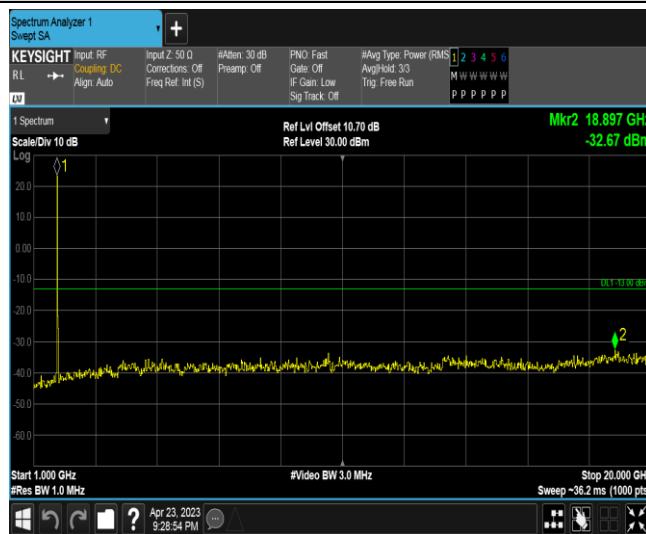 Spectrum Analyzer 1
Swept SA
+
KEYSIGHT Input: RF Input Z: 50 Ω #Atten: 30 dB PNO: Fast #Avg Type: Power (RMS 1 2 3 4 5 6
RL Coupling: DC Corrections: Off Preamp: Off Gate: Off Avg|Hold: 3/3 M W W W W W
Align: Auto Freq Ref: Int (S) IF Gain: Low Trig: Free Run
Sig Track: Off P P P P P P
LXI
1 Spectrum Ref Lvl Offset 10.70 dB Mkr2 18.897 GHz
Scale/Div 10 dB Ref Level 30.00 dBm -32.67 dBm
Log
1
20.0
10.0
0.00
-10.0
DL1 -13.00 dBm
-20.0
-30.0
2
-40.0
-50.0
-60.0
Start 1.000 GHz #Video BW 3.0 MHz Stop 20.000 GHz
#Res BW 1.0 MHz Sweep ~36.2 ms (1000 pts
? Apr 23, 2023
9:28:54 PM